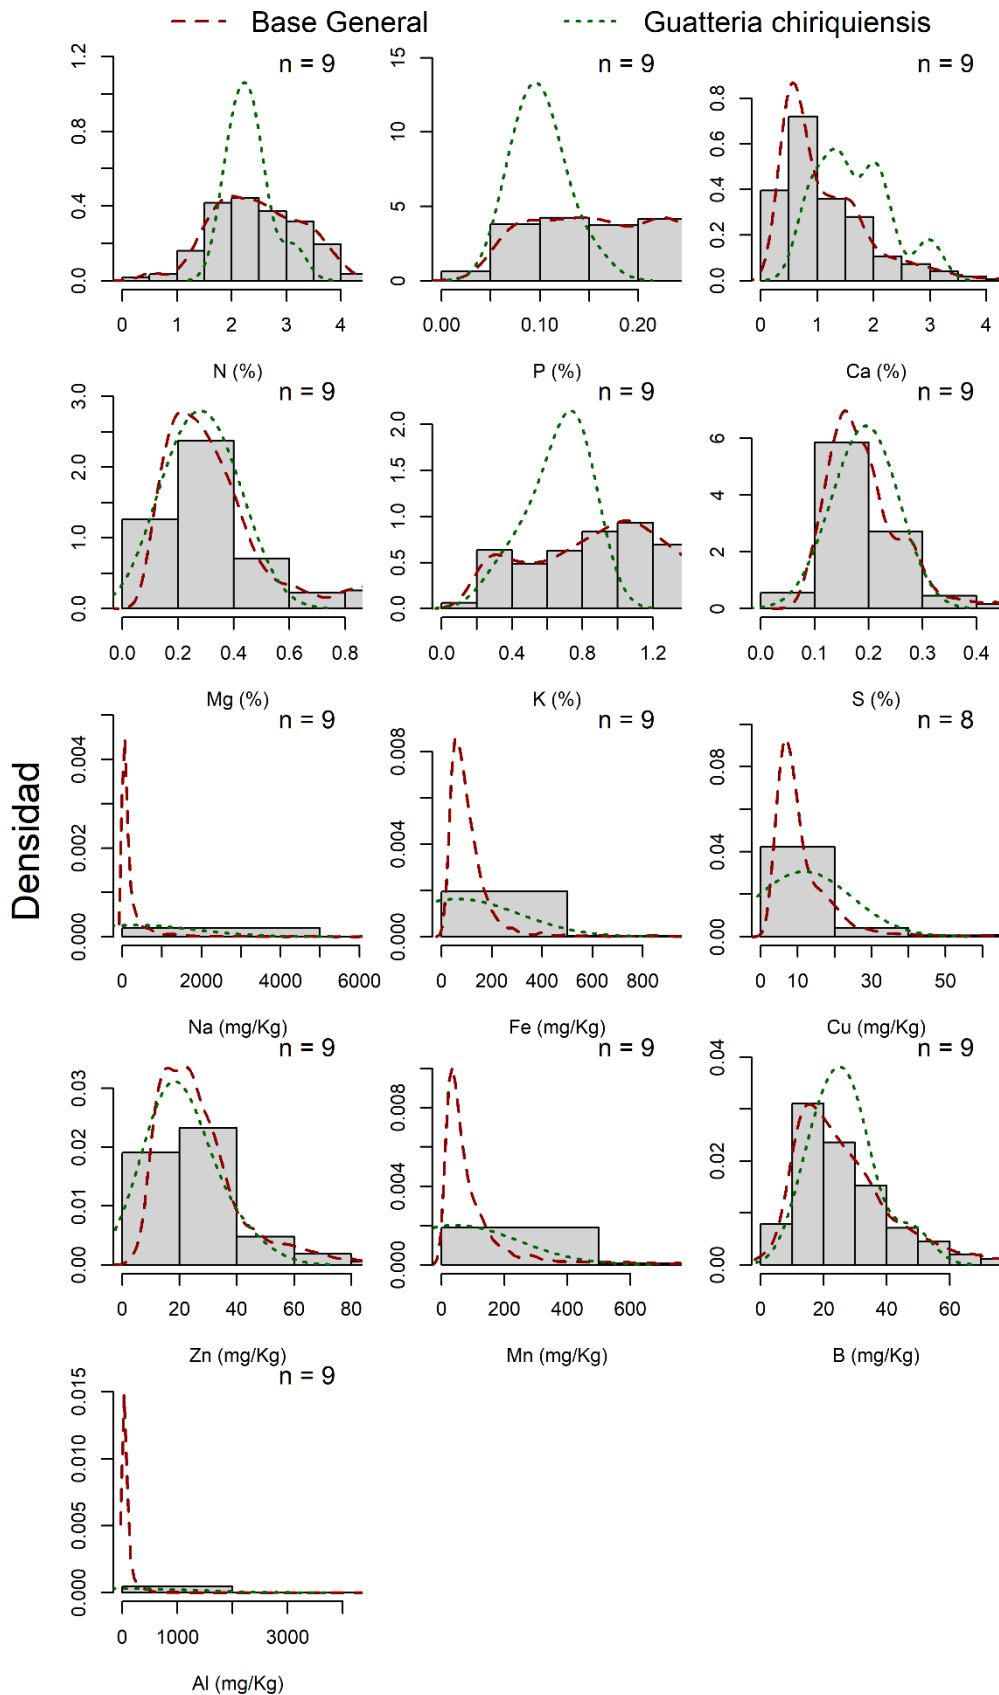 Base General Guatteria chiriquiensis
n = 9 n = 9 n = 9
0.0 0.4 0.8 1.2
0 1 2 3 4
N (%)
0 5 10 15
0.00 0.10 0.20
P (%)
0.0 0.2 0.4 0.6 0.8
0 1 2 3 4
Ca (%)
n = 9 n = 9 n = 9
0.0 1.0 2.0 3.0
0.0 0.2 0.4 0.6 0.8
Mg (%)
0.0 0.5 1.0 1.5 2.0
0.0 0.4 0.8 1.2
K (%)
0 2 4 6
0.0 0.1 0.2 0.3 0.4
S (%)
Densidad
n = 9 n = 9 n = 8
0.000 0.002 0.004
0 2000 4000 6000
Na (mg/Kg)
0.000 0.004 0.008
0 200 400 600 800
Fe (mg/Kg)
0.00 0.04 0.08
0 10 30 50
Cu (mg/Kg)
n = 9 n = 9 n = 9
0.00 0.01 0.02 0.03
0 20 40 60 80
Zn (mg/Kg)
0.000 0.004 0.008
0 200 400 600
Mn (mg/Kg)
0.00 0.02 0.04
0 20 40 60
B (mg/Kg)
n = 9
0.000 0.005 0.010 0.015
0 1000 3000
Al (mg/Kg)